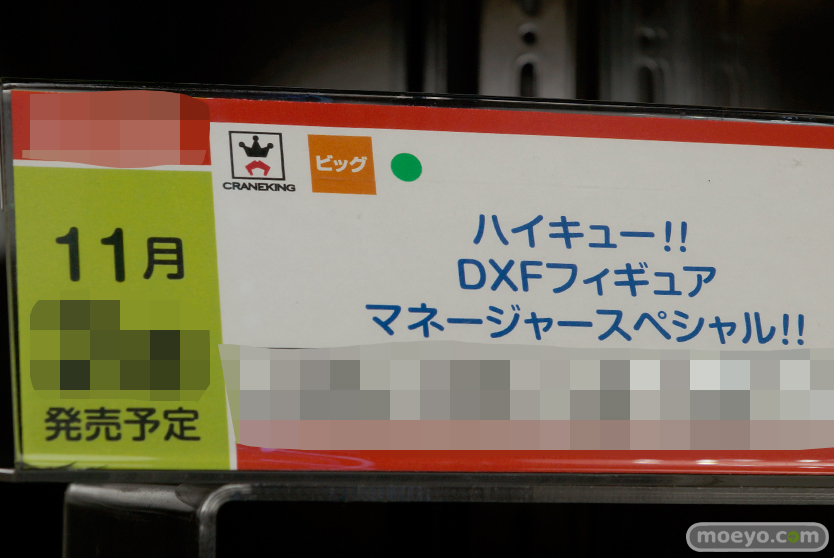 CRANEKING
ビッグ
11月
発売予定
ハイキュー!!
DXFフィギュア
マネージャースペシャル!!
moeyo.com